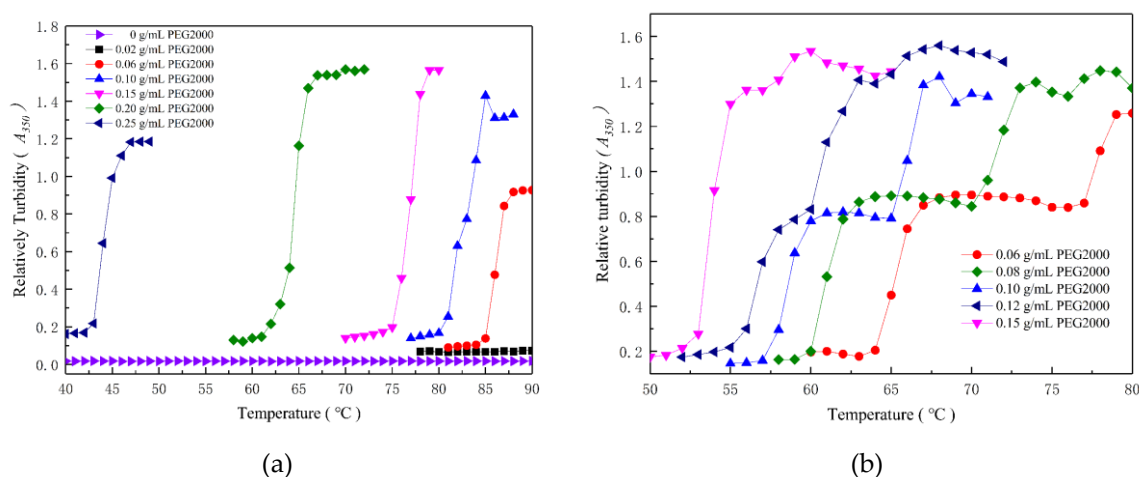 1.8
1.6
1.4
1.2
1.0
0.8
0.6
0.4
0.2
0.0
Relatively Turbidity ( A350 )
0 g/mL PEG2000
0.02 g/mL PEG2000
0.06 g/mL PEG2000
0.10 g/mL PEG2000
0.15 g/mL PEG2000
0.20 g/mL PEG2000
0.25 g/mL PEG2000
40 45 50 55 60 65 70 75 80 85 90
Temperature ( ℃ )
(a)
1.6
1.4
1.2
1.0
0.8
0.6
0.4
0.2
Relative turbidity ( A350 )
0.06 g/mL PEG2000
0.08 g/mL PEG2000
0.10 g/mL PEG2000
0.12 g/mL PEG2000
0.15 g/mL PEG2000
50 55 60 65 70 75 80
Temperature ( ℃ )
(b)